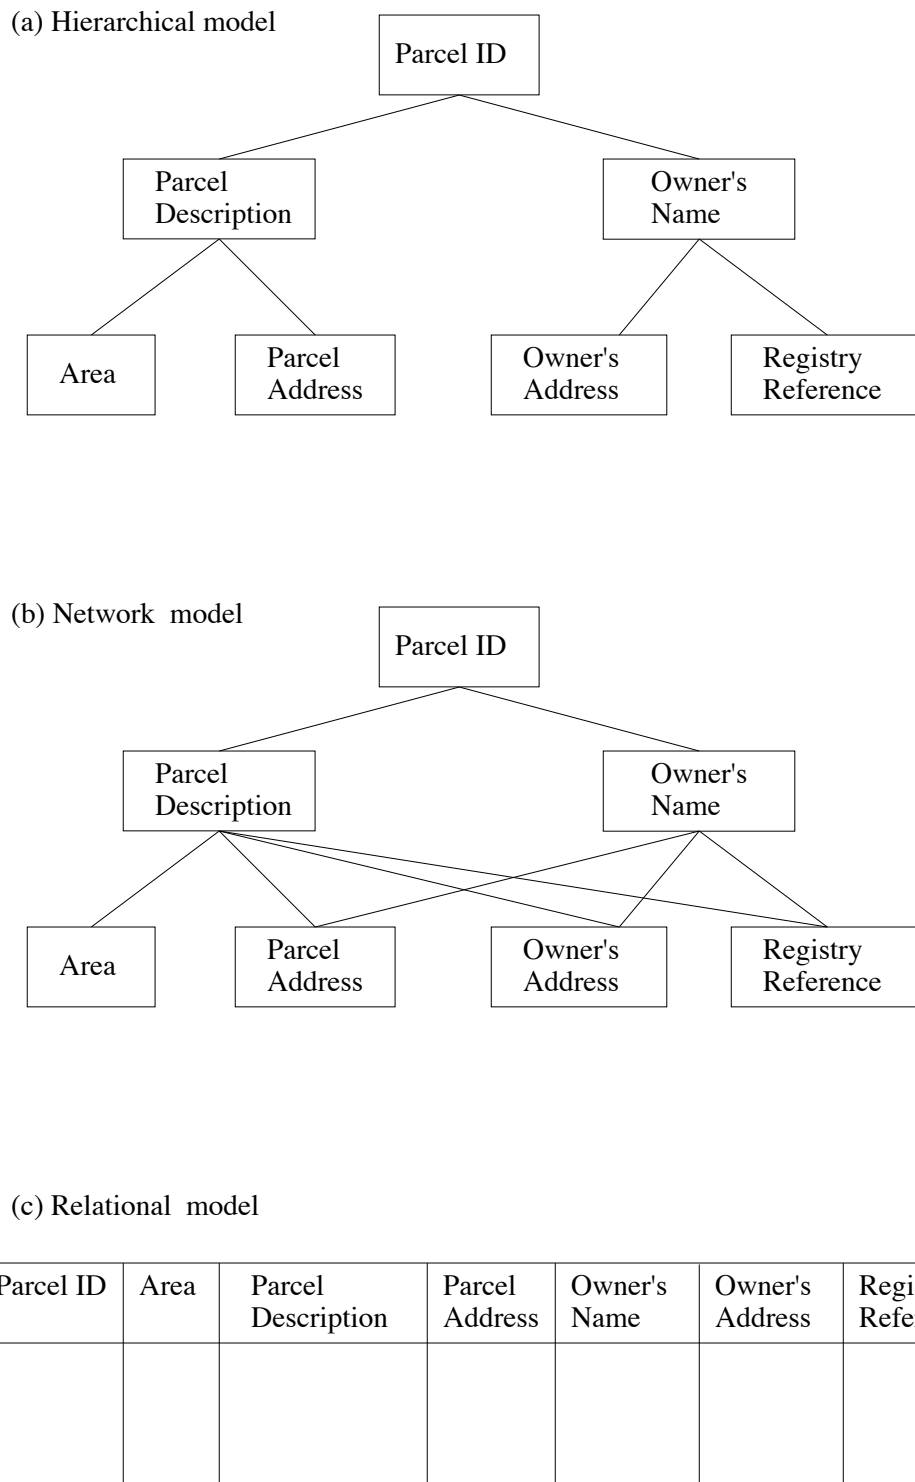 (a) Hierarchical model
Parcel ID
Parcel
Description
Owner's
Name
Area
Parcel
Address
Owner's
Address
Registry
Reference
(b) Network model
Parcel ID
Parcel
Description
Owner's
Name
Area
Parcel
Address
Owner's
Address
Registry
Reference
(c) Relational model
Parcel ID
Area
Parcel
Description
Parcel
Address
Owner's
Name
Owner's
Address